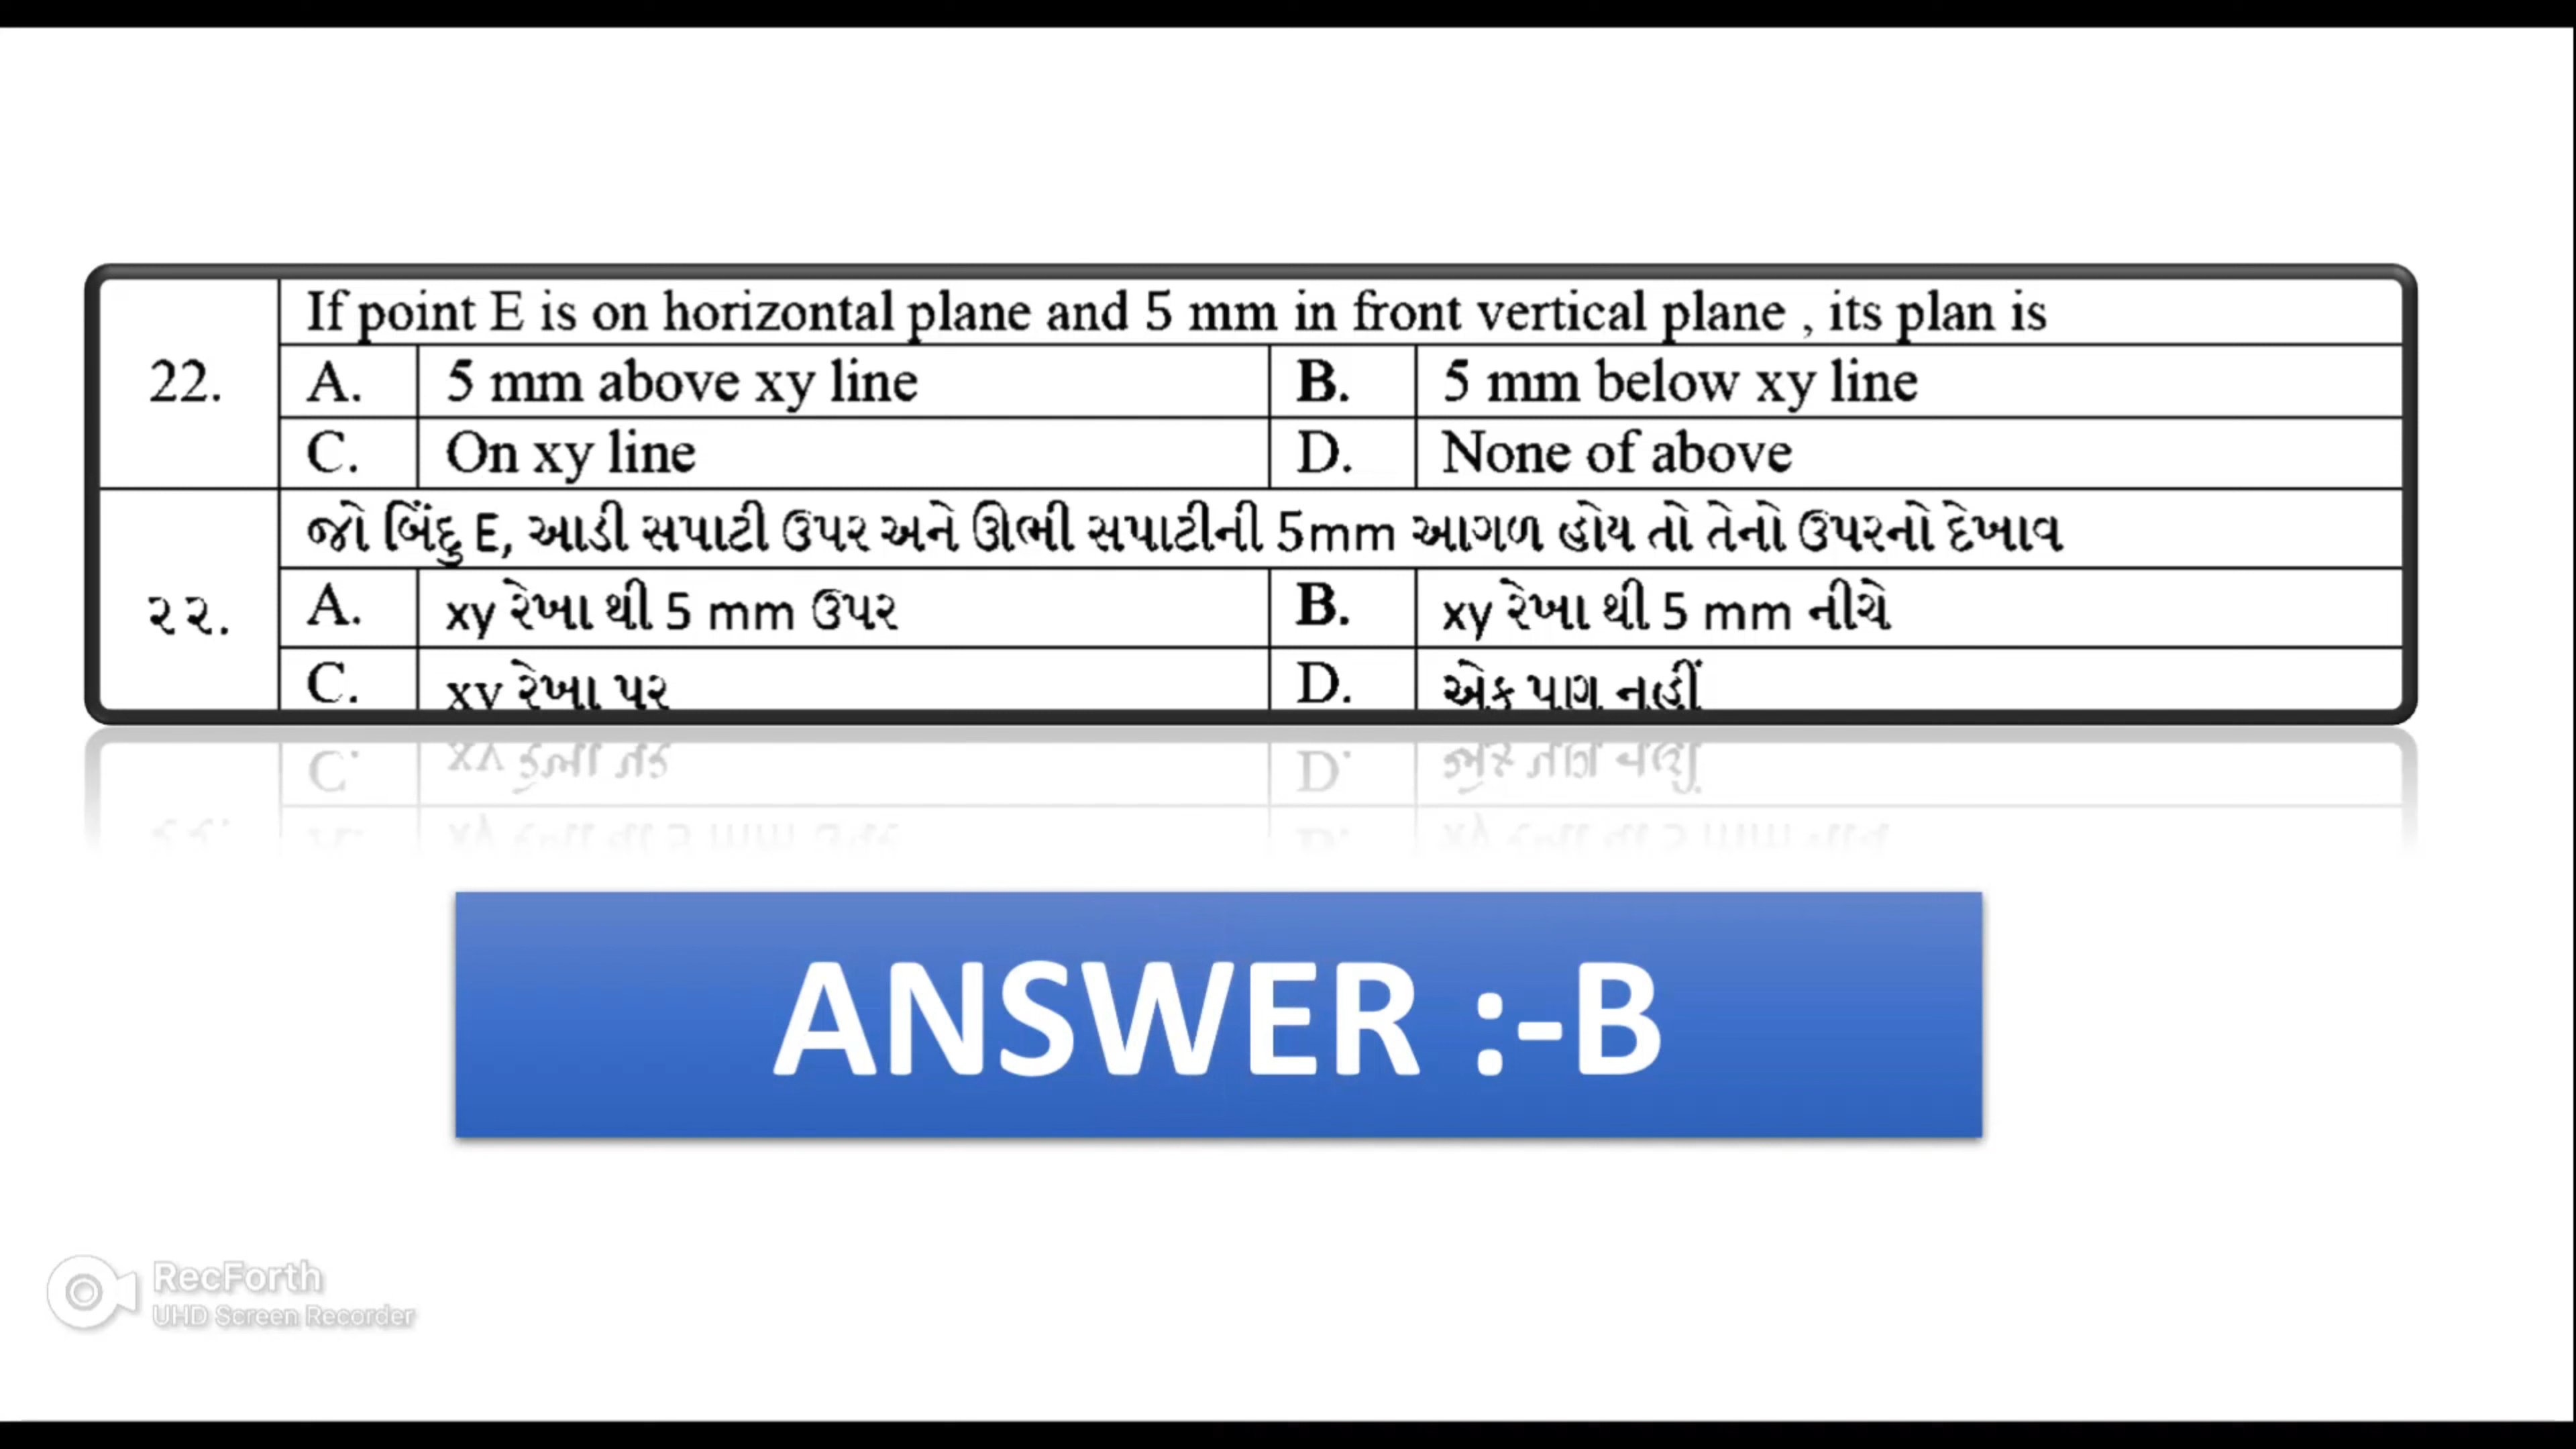 22.
If point E is on horizontal plane and 5 mm in front vertical plane , its plan is
A. 5 mm above xy line B. 5 mm below xy line
C. On xy line D. None of above
૨૨.
જો બિંદુ E, આડી સપાટી ઉપર અને ઊભી સપાટીની 5mm આગળ હોય તો તેનો ઉપરનો દેખાવ
A. xy રેખા થી 5 mm ઉપર B. xy રેખા થી 5 mm નીચે
C. xy રેખા પર D. એક પણ નહીં
ANSWER :-B
RecForth
UHD Screen Recorder